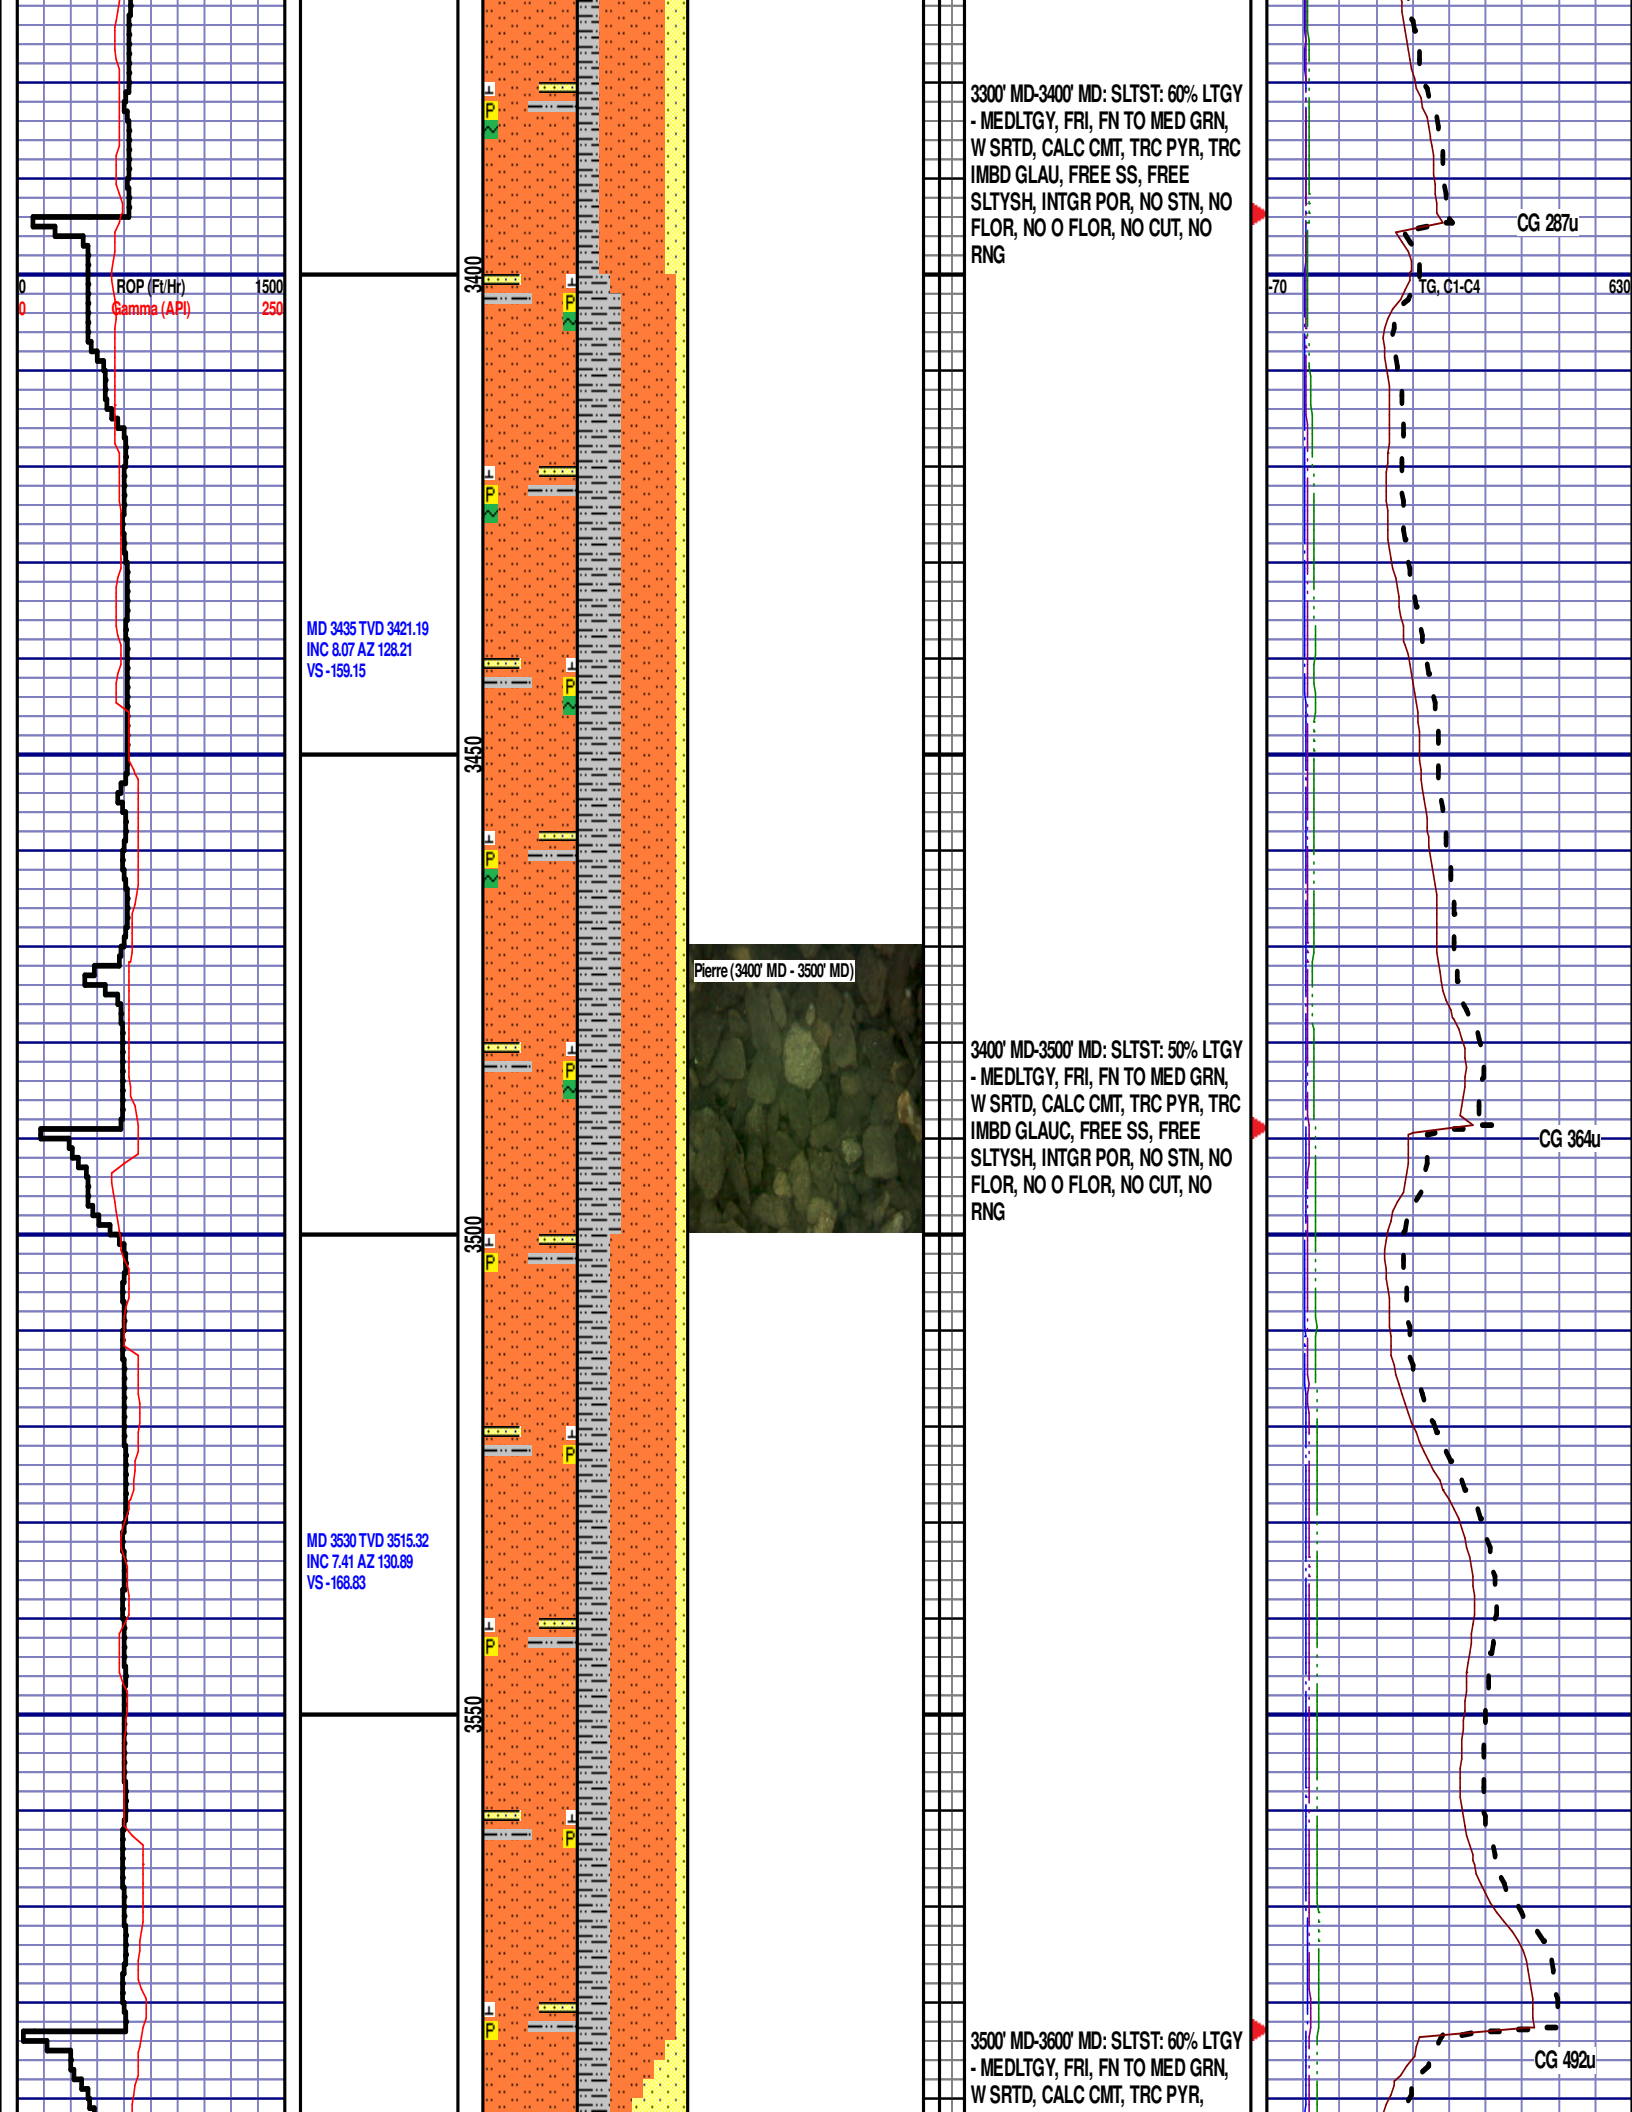 3300' MD-3400' MD: SLTST: 60% LTGY
- MEDLTGY, FRI, FN TO MED GRN,
W SRTD, CALC CMT, TRC PYR, TRC
IMBD GLAU, FREE SS, FREE
SLTYSH, INTGR POR, NO STN, NO
FLOR, NO O FLOR, NO CUT, NO
RNG
CG 287u
3400
0 ROP (Ft/Hr) 1500
0 Gamma (API) 250
-70 TG, C1-C4 630
P
P
P
MD 3435 TVD 3421.19
INC 8.07 AZ 128.21
VS -159.15
P
3450
P
Pierre (3400' MD - 3500' MD)
3400' MD-3500' MD: SLTST: 50% LTGY
- MEDLTGY, FRI, FN TO MED GRN,
W SRTD, CALC CMT, TRC PYR, TRC
IMBD GLAUC, FREE SS, FREE
SLTYSH, INTGR POR, NO STN, NO
FLOR, NO O FLOR, NO CUT, NO
RNG
P
CG 364u
3500
P
P
MD 3530 TVD 3515.32
INC 7.41 AZ 130.89
VS -168.83
P
3550
P
P
3500' MD-3600' MD: SLTST: 60% LTGY
- MEDLTGY, FRI, FN TO MED GRN,
W SRTD, CALC CMT, TRC PYR,
CG 492u